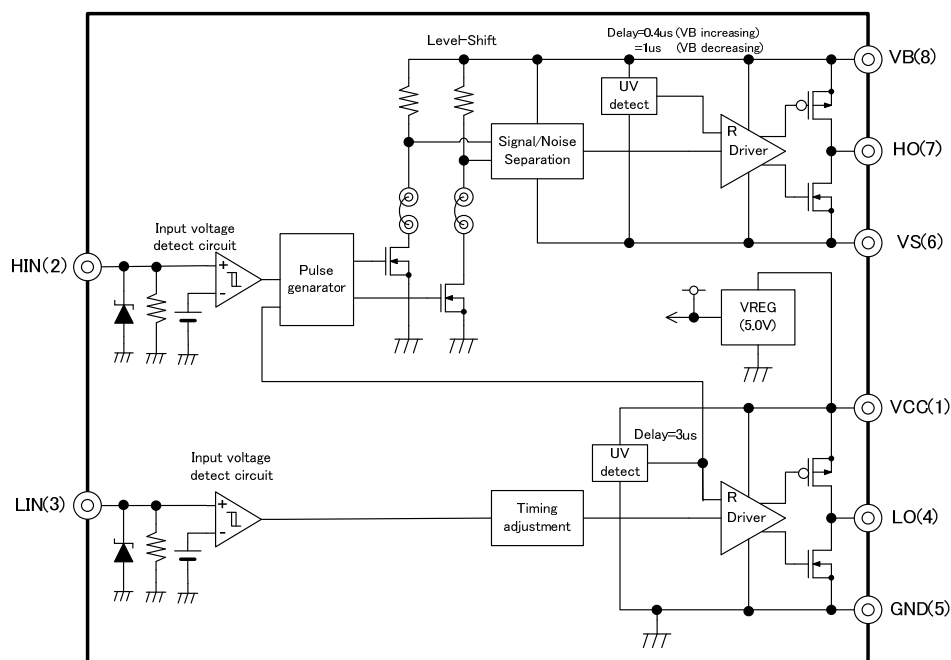 Delay=0.4us (VB increasing)
=1us (VB decreasing)
Level-Shift
VB(8)
UV
detect
R
Driver
Signal/Noise
Separation
HO(7)
Input voltage
detect circuit
VS(6)
HIN(2)
+
-
Pulse
genarator
VREG
(5.0V)
VCC(1)
Delay=3us
UV
detect
Input voltage
detect circuit
R
Driver
LIN(3)
+
-
Timing
adjustment
LO(4)
GND(5)